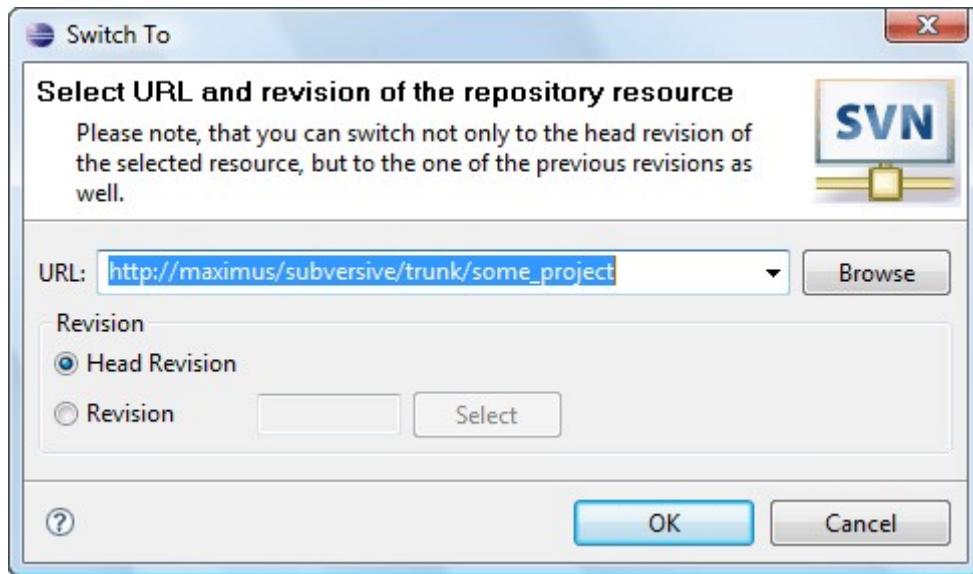 Switch To
Select URL and revision of the repository resource
Please note, that you can switch not only to the head revision of
the selected resource, but to the one of the previous revisions as
well.
SVN
URL: http://maximus/subversive/trunk/some_project Browse
Revision
Head Revision
Revision Select
? OK Cancel